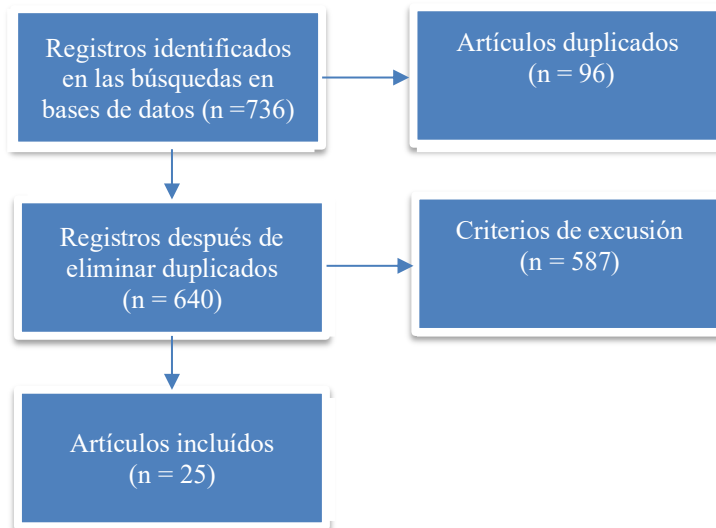 Registros identificados
en las búsquedas en
bases de datos (n =736)
Artículos duplicados
(n = 96)
Registros después de
eliminar duplicados
(n = 640)
Criterios de excusión
(n = 587)
Artículos incluídos
(n = 25)